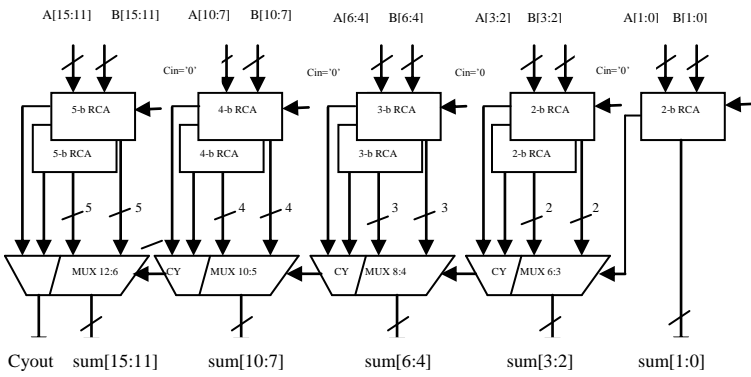 A[15:11] B[15:11] A[10:7] B[10:7] A[6:4] B[6:4] A[3:2] B[3:2] A[1:0] B[1:0]
Cin='0' Cin='0' Cin='0 Cin='0'
5-b RCA 4-b RCA 3-b RCA 2-b RCA 2-b RCA
5-b RCA 4-b RCA 3-b RCA 2-b RCA
5 5 4 4 3 3 2 2
MUX 12:6 CY MUX 10:5 CY MUX 8:4 CY MUX 6:3
Cyout sum[15:11] sum[10:7] sum[6:4] sum[3:2] sum[1:0]